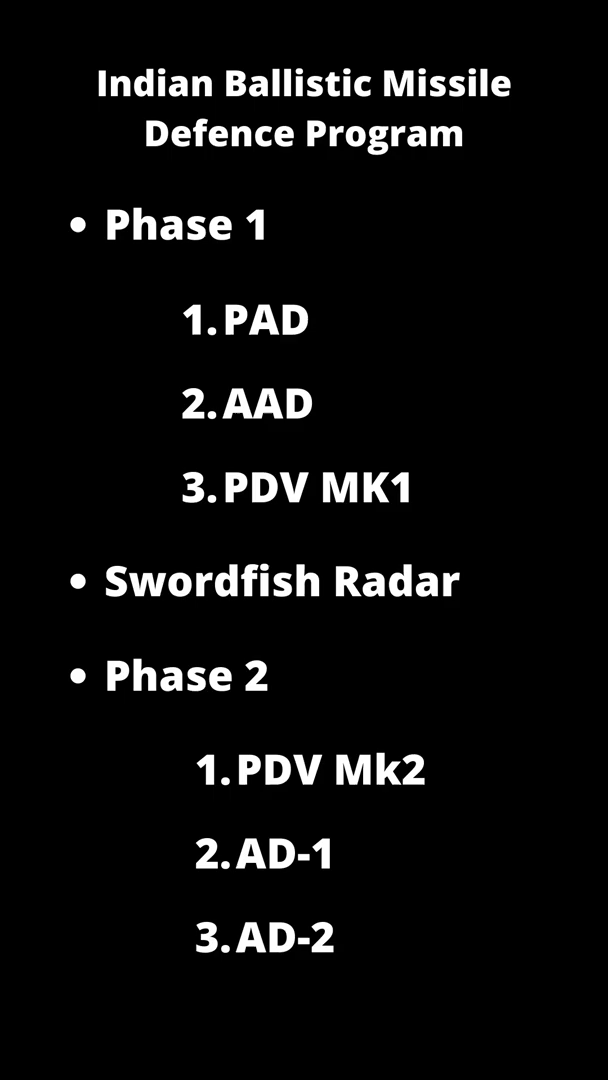 Indian Ballistic Missile
Defence Program
• Phase 1
1. PAD
2. AAD
3. PDV MK1
• Swordfish Radar
• Phase 2
1. PDV Mk2
2. AD-1
3. AD-2